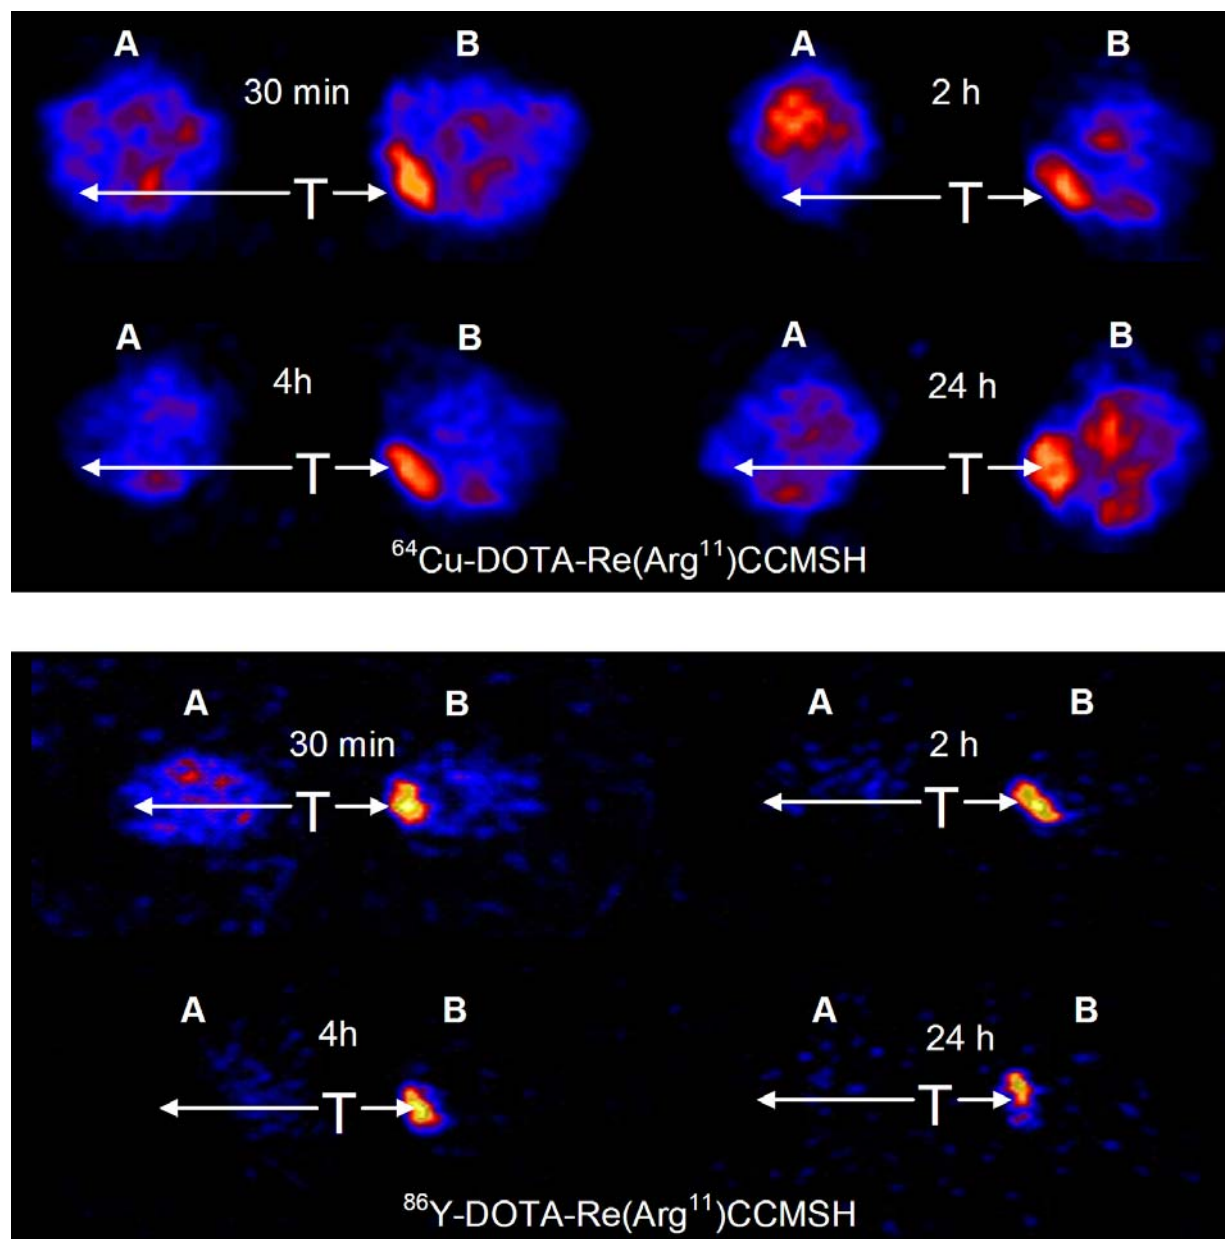 A B A B
30 min 2 h
T T
A B A B
4h 24 h
T T
⁶⁴Cu-DOTA-Re(Arg¹¹)CCMSH
A B A B
30 min 2 h
T T
A B A B
4h 24 h
T T
⁸⁶Y-DOTA-Re(Arg¹¹)CCMSH